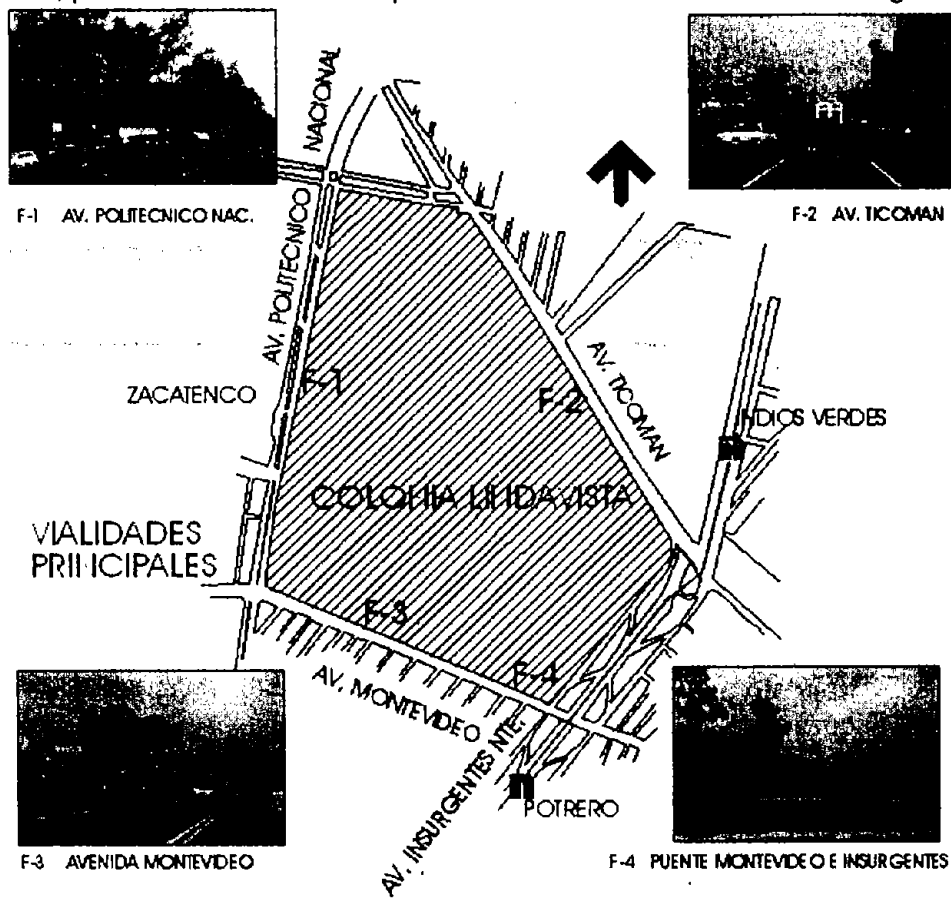 F-1 AV. POLITECNICO NAC.
F-2 AV. TICOMAN
AV. POLITECNICO NACIONAL
F-1
ZACATENCO
F-2
AV. TICOMAN
INDIOS VERDES
COLONIA LINDAVISTA
VIALIDADES
PRINCIPALES
F-3
F-4
AV. MONTEVIDEO
AV. INSURGENTES NTE.
POTRERO
F-3 AVENIDA MONTEVIDEO
F-4 PUENTE MONTEVIDEO E INSURGENTES